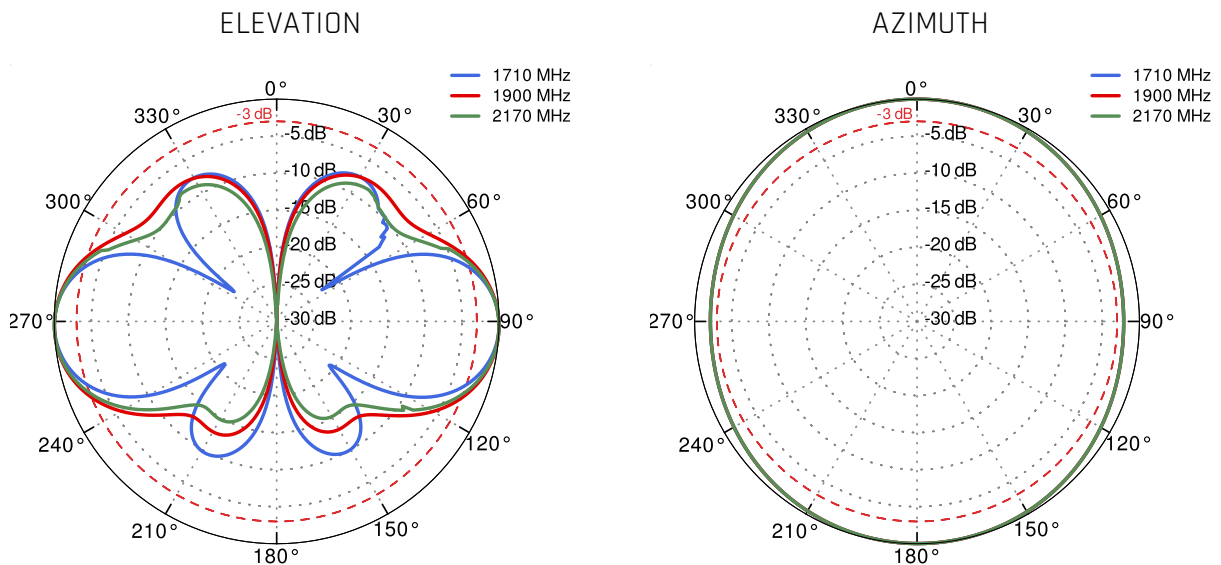 ELEVATION
1710 MHz
1900 MHz
2170 MHz
0°
-3 dB
330°
30°
-5 dB
-10 dB
300°
60°
-15 dB
-20 dB
-25 dB
270°
-30 dB
90°
240°
120°
210°
150°
180°
AZIMUTH
1710 MHz
1900 MHz
2170 MHz
0°
-3 dB
330°
30°
-5 dB
-10 dB
300°
60°
-15 dB
-20 dB
-25 dB
270°
-30 dB
90°
240°
120°
210°
150°
180°